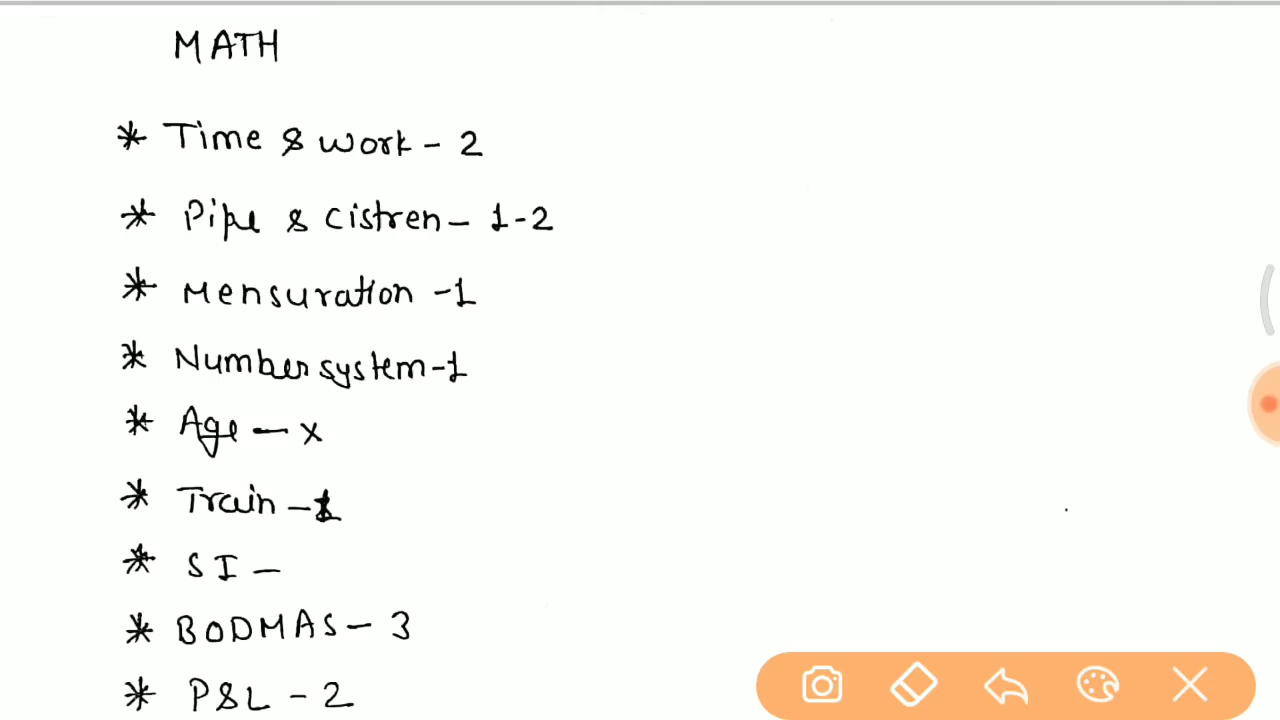 MATH
* Time & work - 2
* Pipe & Cistren - 1-2
* Mensuration - 1
* Number system - 1
* Age - x
* Train - 1
* SI -
* BODMAS - 3
* P&L - 2